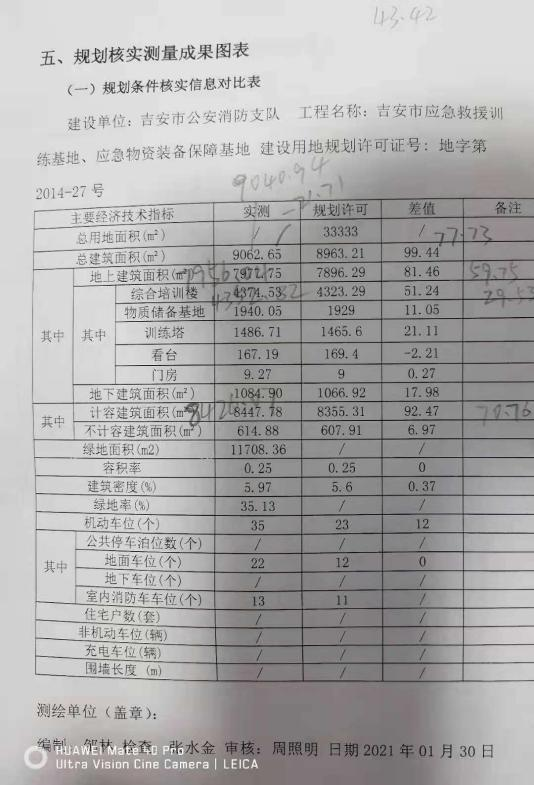 43.42
五、规划核实测量成果图表
（一）规划条件核实信息对比表
建设单位：吉安市公安消防支队 工程名称：吉安市应急救援训
练基地、应急物资装备保障基地 建设用地规划许可证号：地字第
2014-27 号
9040.94
-21.71
主要经济技术指标 实测 规划许可 差值 备注
总用地面积(m²) / 33333 / 77.73
总建筑面积(m²) 9062.65 8963.21 99.44
其中 地上建筑面积(m²) 7977.75 7896.29 81.46 59.75
其中 综合培训楼 4374.53 4323.29 51.24 29.53
物质储备基地 1940.05 1929 11.05
训练塔 1486.71 1465.6 21.11
看台 167.19 169.4 -2.21
门房 9.27 9 0.27
地下建筑面积(m²) 1084.90 1066.92 17.98
其中 计容建筑面积(m²) 8447.78 8355.31 92.47 70.76
不计容建筑面积(m²) 614.88 607.91 6.97
绿地面积(m2) 11708.36
容积率 0.25 0.25 0
建筑密度(%) 5.97 5.6 0.37
绿地率(%) 35.13 / /
机动车位(个) 35 23 12
其中 公共停车泊位数(个) / / /
地面车位(个) 22 12 0
地下车位(个) / / /
室内消防车车位(个) 13 11 /
住宅户数(套) / / /
非机动车位(辆) / / /
充电车位(辆) / / /
围墙长度 (m) / / /
测绘单位（盖章）：
编制 邹林 检查 张水金 审核：周照明 日期 2021 年 01 月 30 日
HUAWEI Mate 40 Pro
Ultra Vision Cine Camera | LEICA